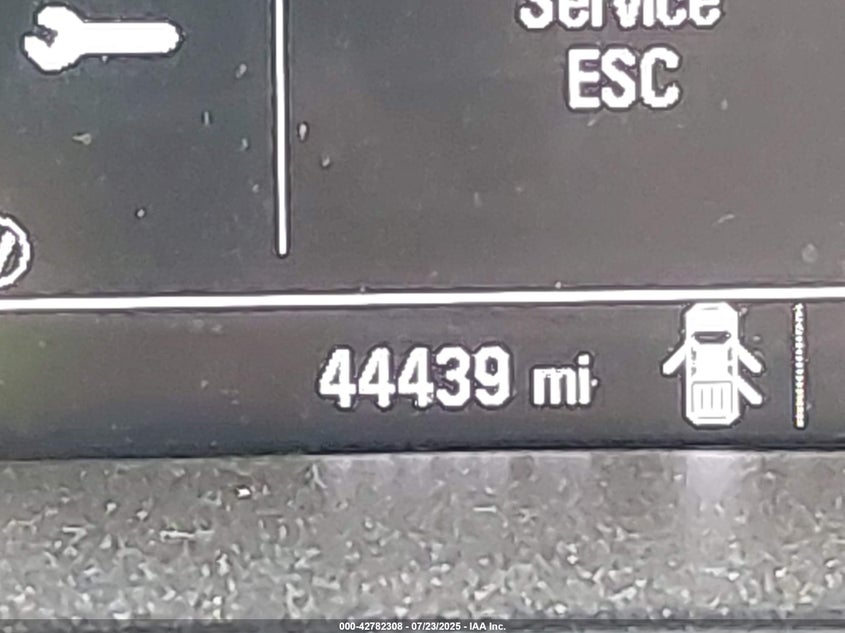 Service
ESC
44439 mi
000-42782308 - 07/23/2025 - IAA Inc.